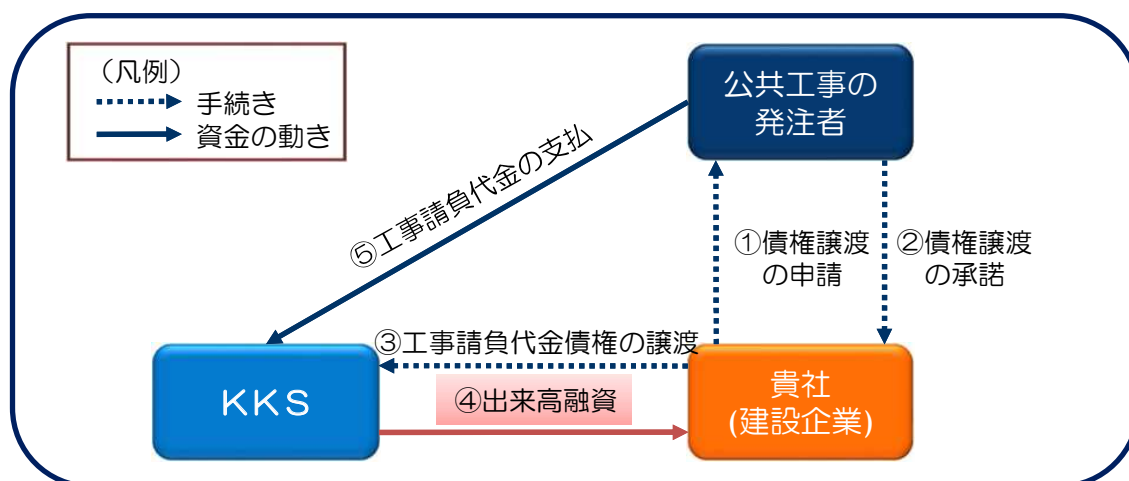 (凡例)
手続き
資金の動き
公共工事の
発注者
⑤工事請負代金の支払
①債権譲渡
の申請
②債権譲渡
の承諾
③工事請負代金債権の譲渡
KKS
④出来高融資
貴社
(建設企業)